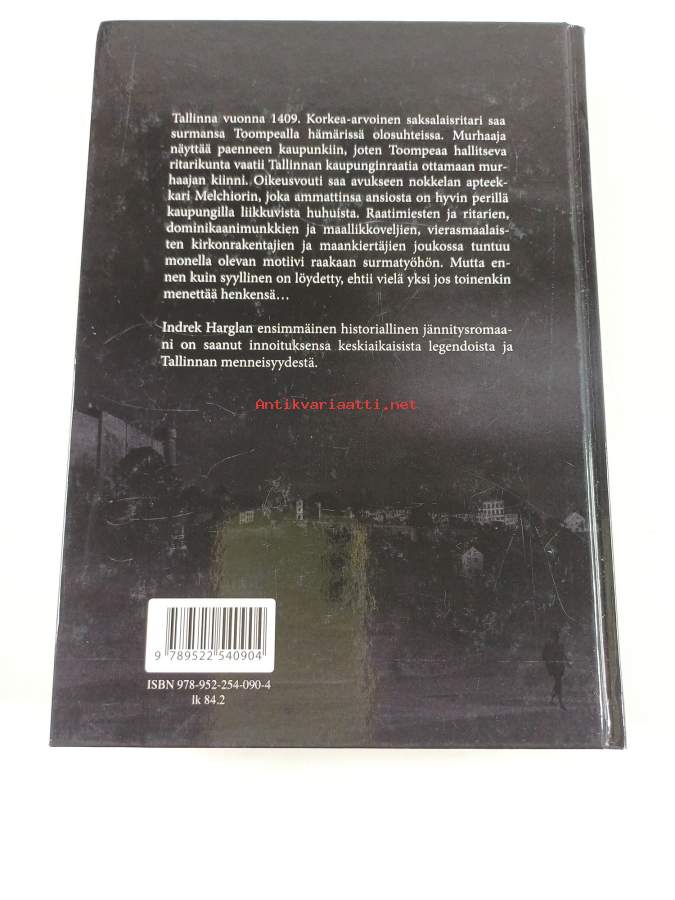 Tallinna vuonna 1409. Korkea-arvoinen saksalaisritari saa
surmansa Toompealla hämärissä olosuhteissa. Murhaaja
näyttää paenneen kaupunkiin, joten Toompeaa hallitseva
ritarikunta vaatii Tallinnan kaupunginraatia ottamaan mur-
haajan kiinni. Oikeusvouti saa avukseen nokkelan apteek-
kari Melchiorin, joka ammattinsa ansiosta on hyvin perillä
kaupungilla liikkuvista huhuista. Raatimiesten ja ritarien,
dominikaanimunkkien ja maallikkoveljien, vierasmaalais-
ten kirkonrakentajien ja maankiertäjien joukossa tuntuu
monella olevan motiivi raakaan surmatyöhön. Mutta en-
nen kuin syyllinen on löydetty, ehtii vielä yksi jos toinenkin
menettää henkensä...
Indrek Harglan ensimmäinen historiallinen jännitysromaa-
ni on saanut innoituksensa keskiaikaisista legendoista ja
Tallinnan menneisyydestä.
Antikvariaatti.net
9 789522 540904
ISBN 978-952-254-090-4
lk 84.2